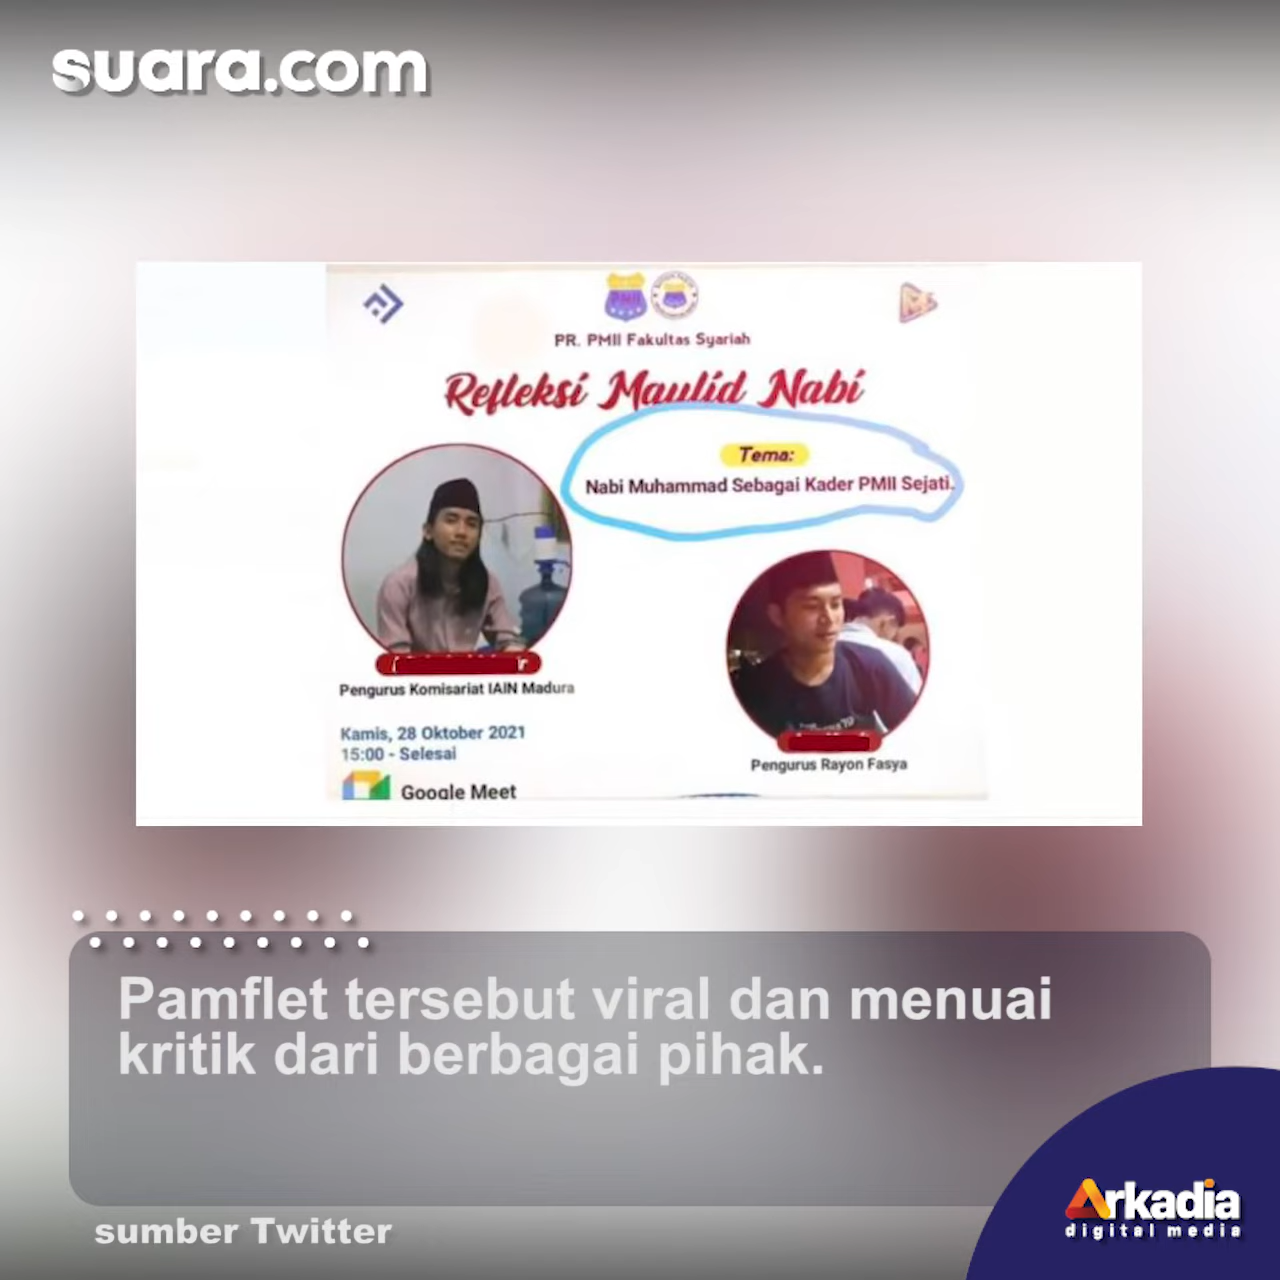 suara.com
PMII
PR. PMII Fakultas Syariah
Refleksi Maulid Nabi
Tema:
Nabi Muhammad Sebagai Kader PMII Sejati.
Pengurus Komisariat IAIN Madura
Pengurus Rayon Fasya
Kamis, 28 Oktober 2021
15:00 - Selesai
Google Meet
Pamflet tersebut viral dan menuai
kritik dari berbagai pihak.
sumber Twitter
Arkadia
digital media